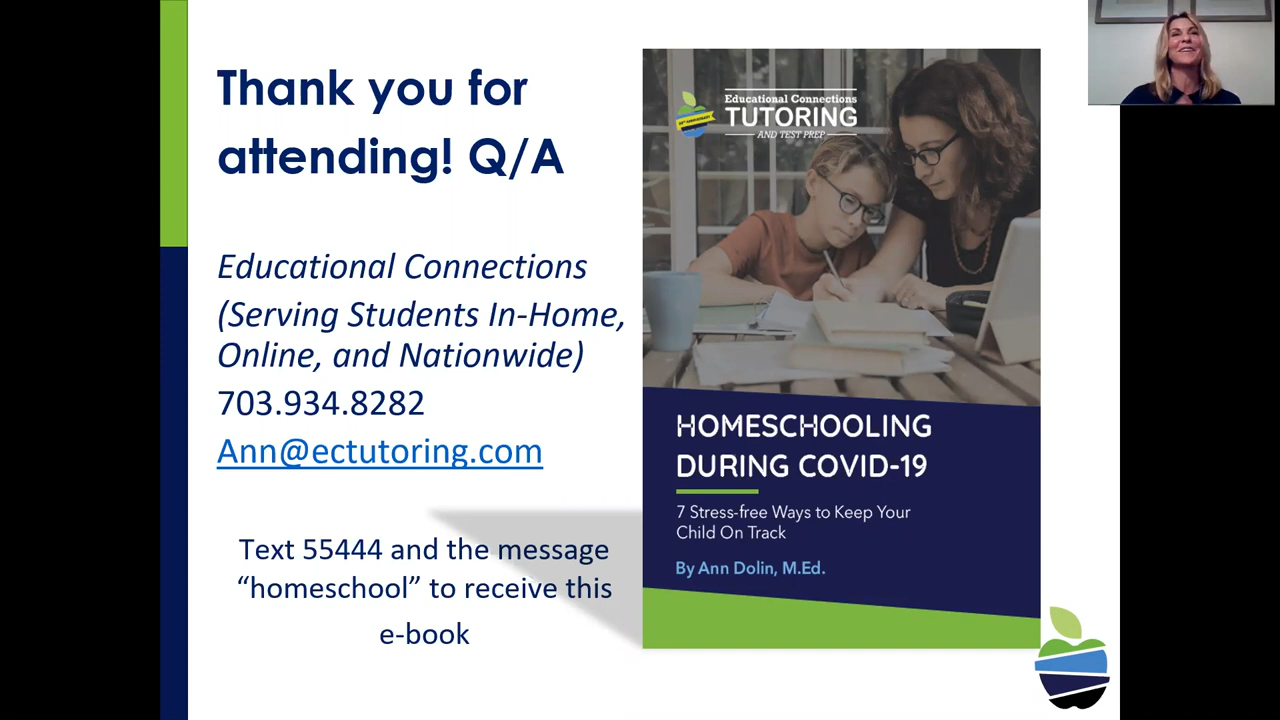 Thank you for
attending! Q/A
Educational Connections
(Serving Students In-Home,
Online, and Nationwide)
703.934.8282
Ann@ectutoring.com
Text 55444 and the message
“homeschool” to receive this
e-book
Educational Connections
TUTORING
AND TEST PREP
HOMESCHOOLING
DURING COVID-19
7 Stress-free Ways to Keep Your
Child On Track
By Ann Dolin, M.Ed.